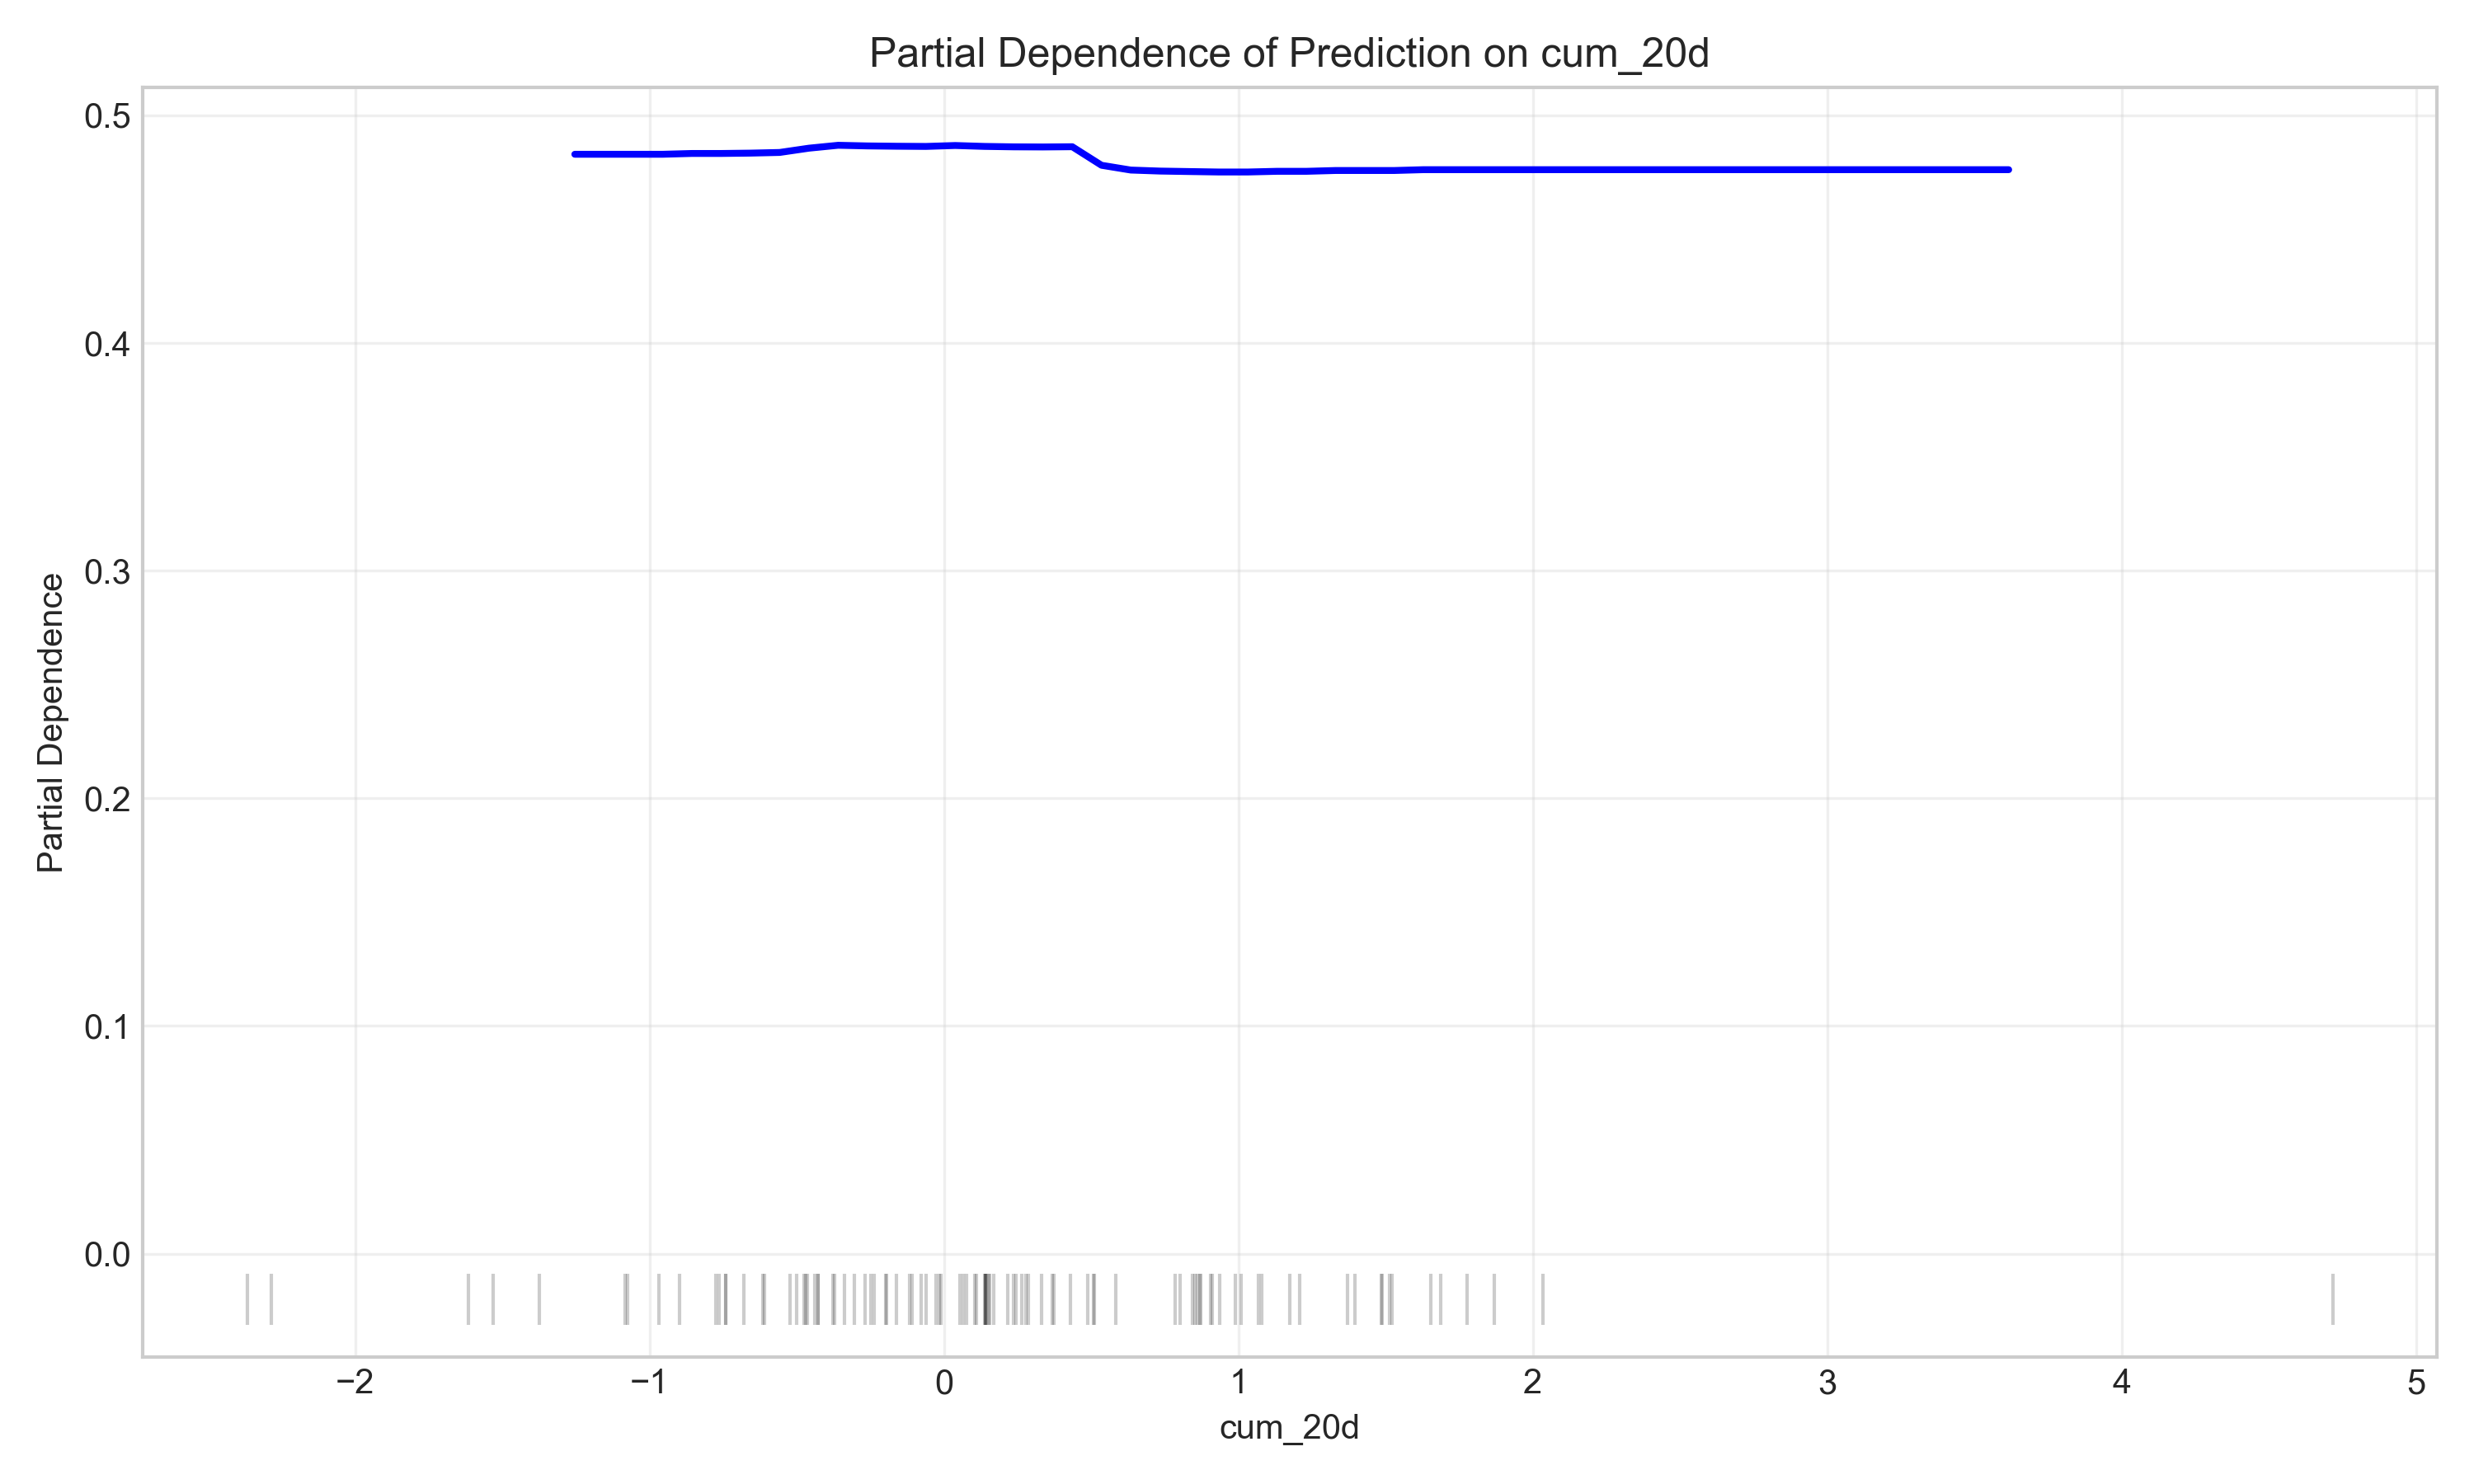 Partial Dependence of Prediction on cum_20d
0.5
0.4
0.3
0.2
0.1
0.0
Partial Dependence
−2 −1 0 1 2 3 4 5
cum_20d